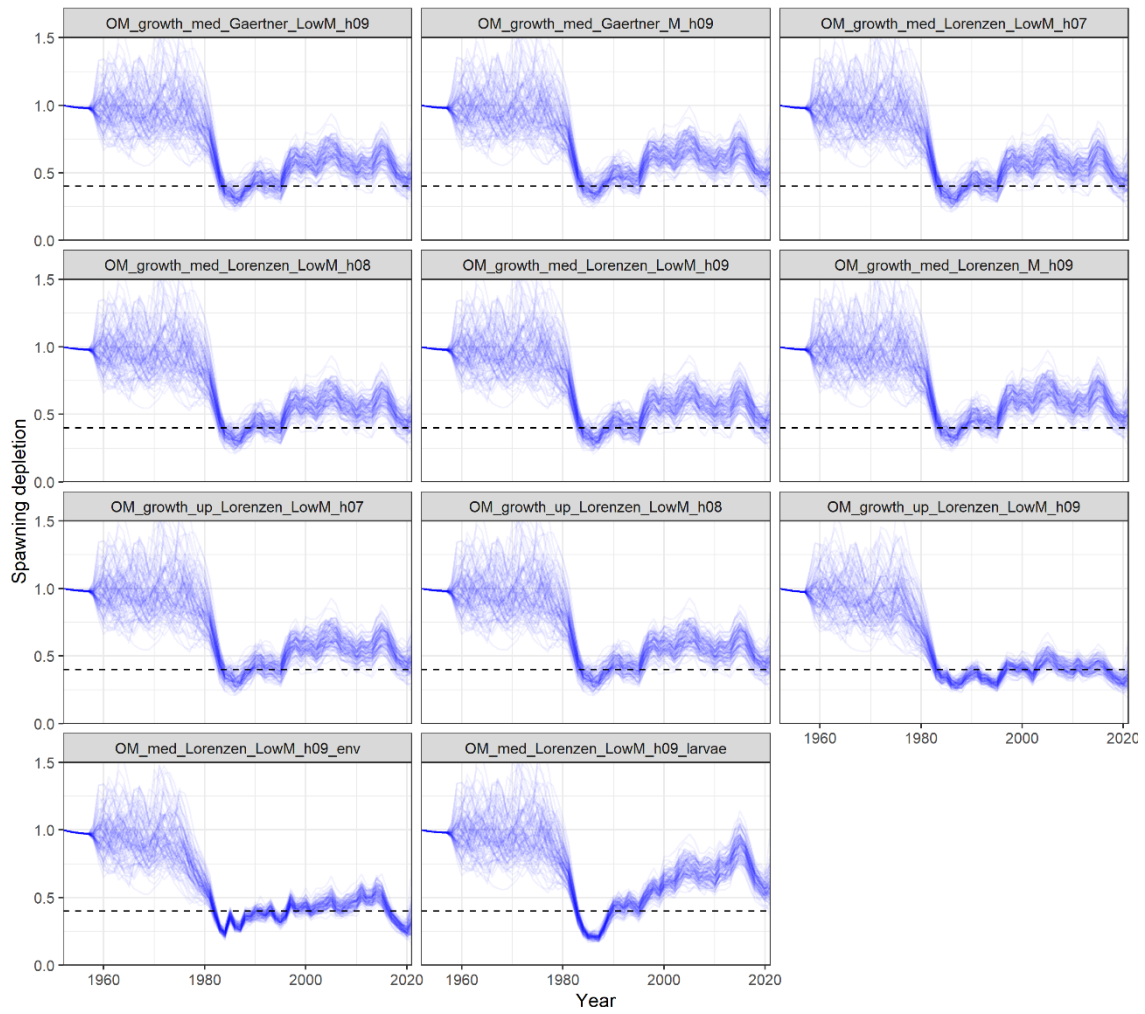 OM_growth_med_Gaertner_LowM_h09
OM_growth_med_Gaertner_M_h09
OM_growth_med_Lorenzen_LowM_h07
1.5
1.0
0.5
0.0
OM_growth_med_Lorenzen_LowM_h08
OM_growth_med_Lorenzen_LowM_h09
OM_growth_med_Lorenzen_M_h09
1.5
1.0
0.5
0.0
Spawning depletion
OM_growth_up_Lorenzen_LowM_h07
OM_growth_up_Lorenzen_LowM_h08
OM_growth_up_Lorenzen_LowM_h09
1.5
1.0
0.5
0.0
1960 1980 2000 2020
OM_med_Lorenzen_LowM_h09_env
OM_med_Lorenzen_LowM_h09_larvae
1.5
1.0
0.5
0.0
1960 1980 2000 2020
1960 1980 2000 2020
Year